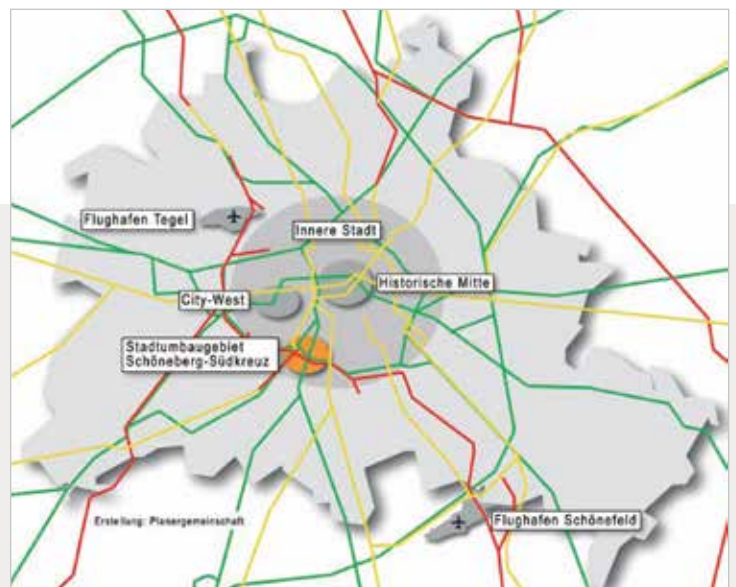 Flughafen Tegel
Innere Stadt
Historische Mitte
City-West
Stadtumbaugebiet
Schöneberg-Südkreuz
Erstellung: Planergemeinschaft
Flughafen Schönefeld